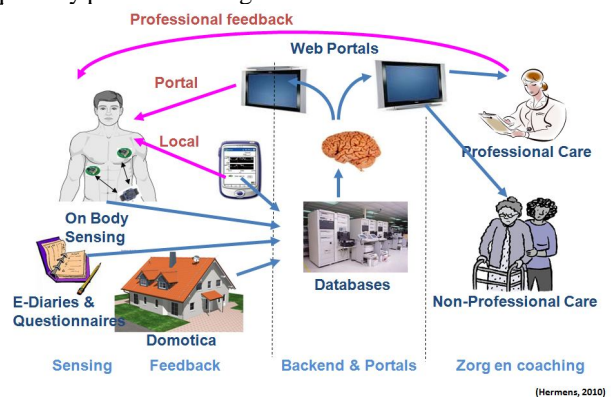 Professional feedback
Web Portals
Portal
Local
Professional Care
On Body
Sensing
Databases
E-Diaries &
Questionnaires
Domotica
Non-Professional Care
Sensing
Feedback
Backend & Portals
Zorg en coaching
(Hermens, 2010)